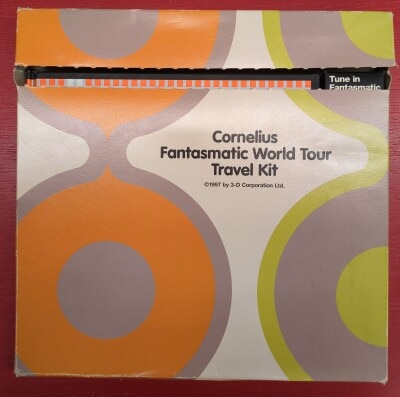 Tune in
Fantasmatic
Cornelius
Fantasmatic World Tour
Travel Kit
©1997 by 3-D Corporation Ltd.